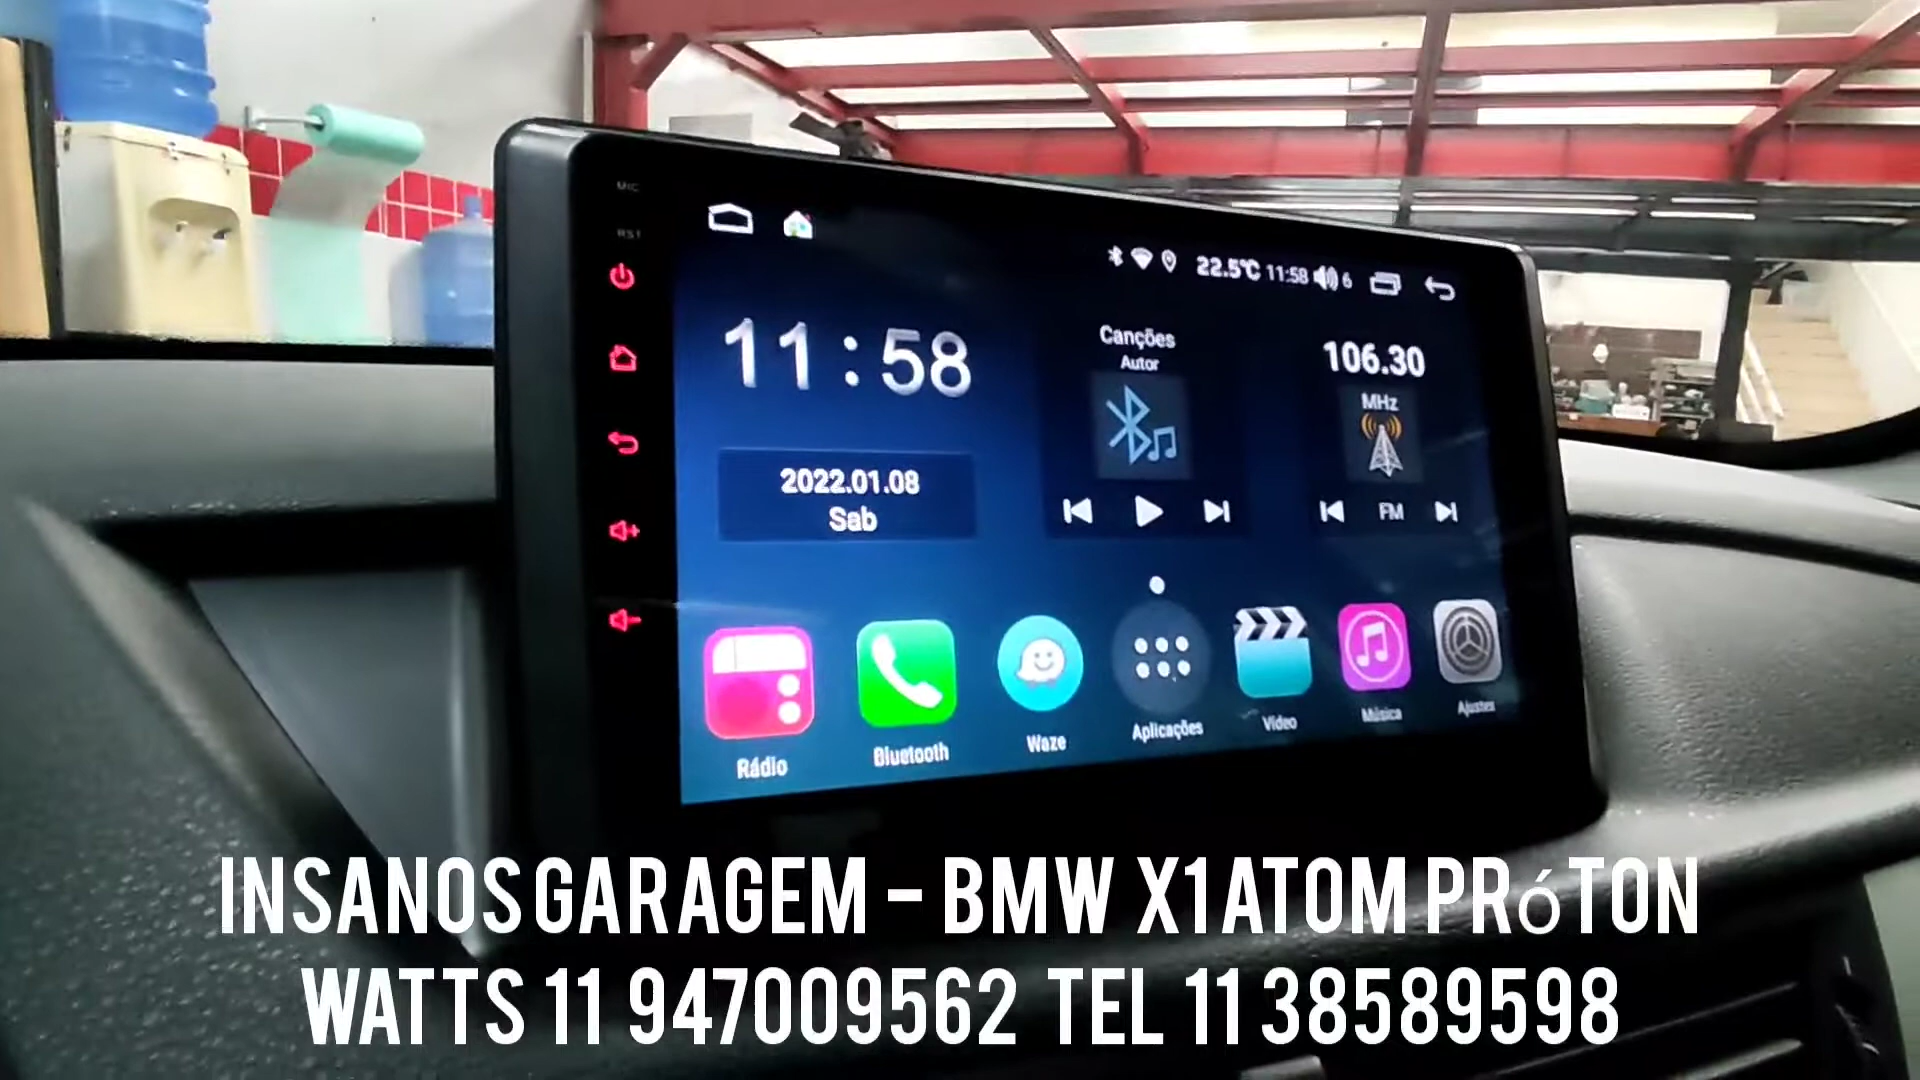 MIC
RST
22.5°C 11:58 6
11:58
2022.01.08
Sab
Canções
Autor
106.30
MHz
FM
Rádio
Bluetooth
Waze
Aplicações
Vídeo
Música
Ajustes
INSANOS GARAGEM - BMW X1 ATOM PRóTON
WATTS 11 947009562 TEL 11 38589598